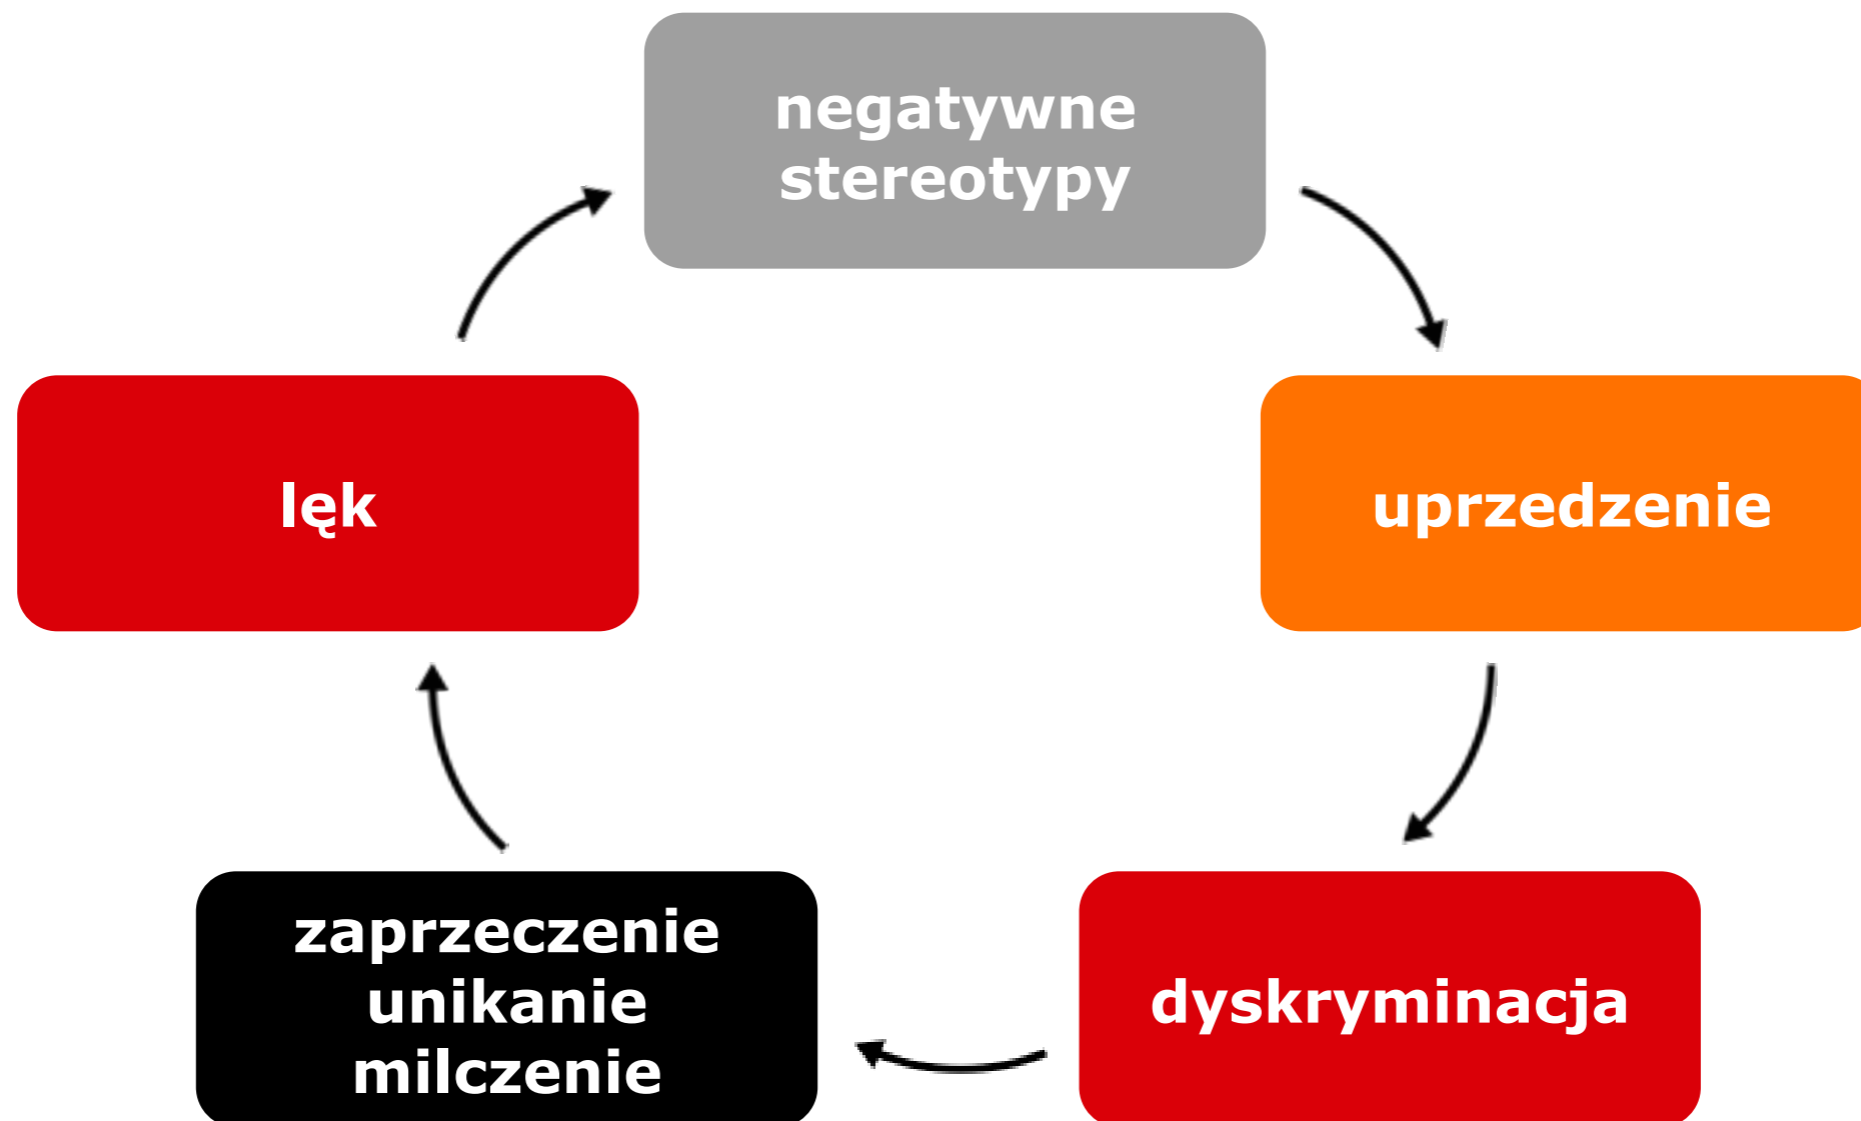 negatywne
stereotypy
lęk
uprzedzenie
zaprzeczenie
unikanie
milczenie
dyskryminacja